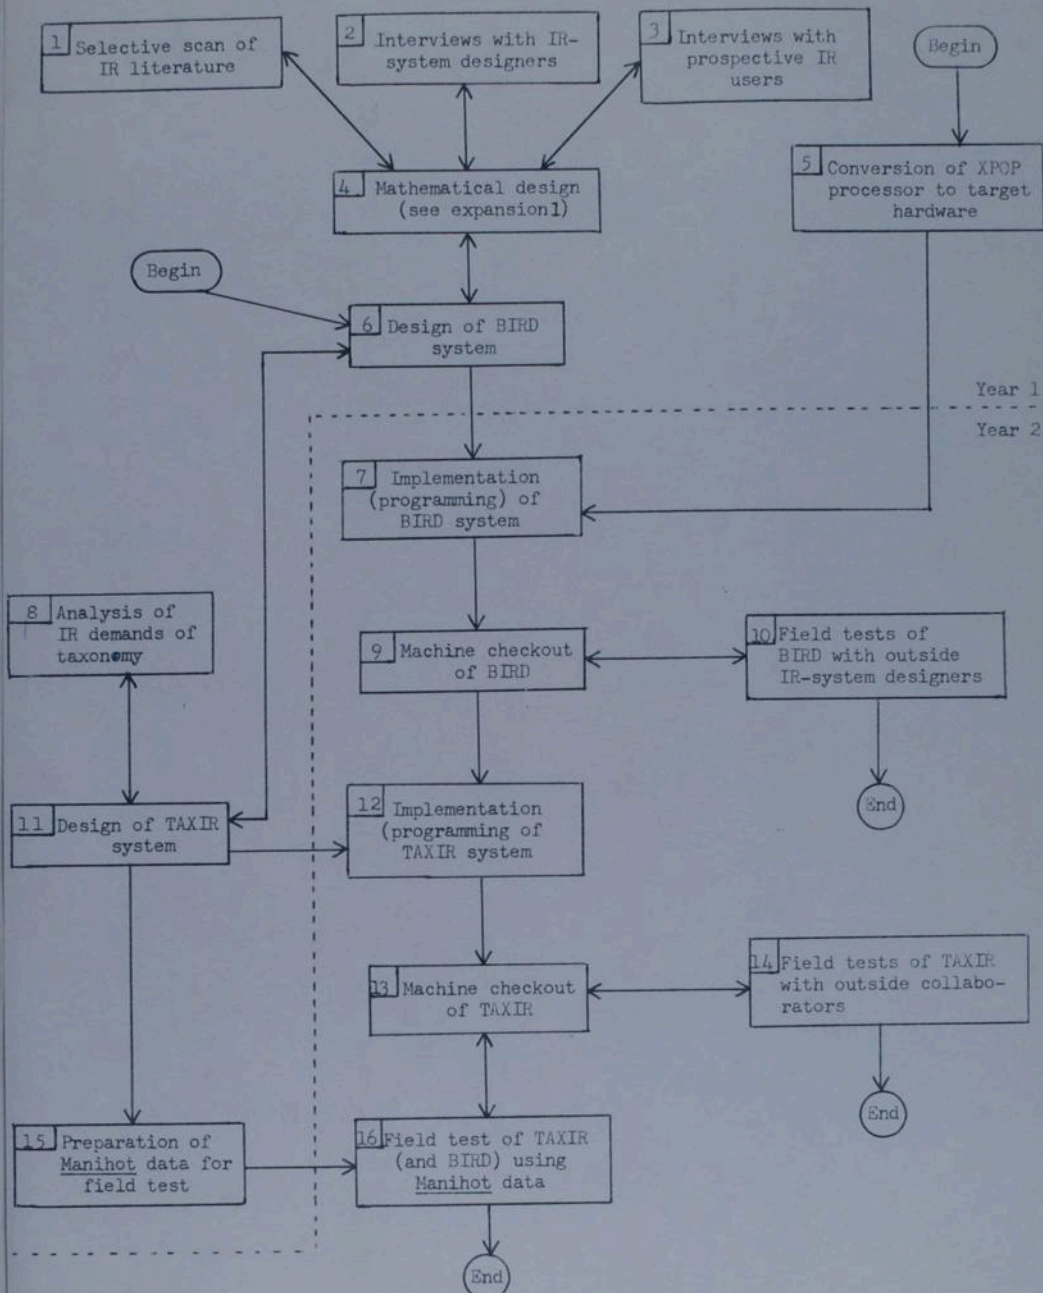 1 Selective scan of
IR literature
2 Interviews with IR-
system designers
3 Interviews with
prospective IR
users
Begin
4 Mathematical design
(see expansion1)
5 Conversion of XPOP
processor to target
hardware
Begin
6 Design of BIRD
system
Year 1
Year 2
7 Implementation
(programming) of
BIRD system
8 Analysis of
IR demands of
taxonomy
9 Machine checkout
of BIRD
10 Field tests of
BIRD with outside
IR-system designers
End
11 Design of TAXIR
system
12 Implementation
(programming of
TAXIR system
13 Machine checkout
of TAXIR
14 Field tests of TAXIR
with outside collabo-
rators
End
15 Preparation of
Manihot data for
field test
16 Field test of TAXIR
(and BIRD) using
Manihot data
End